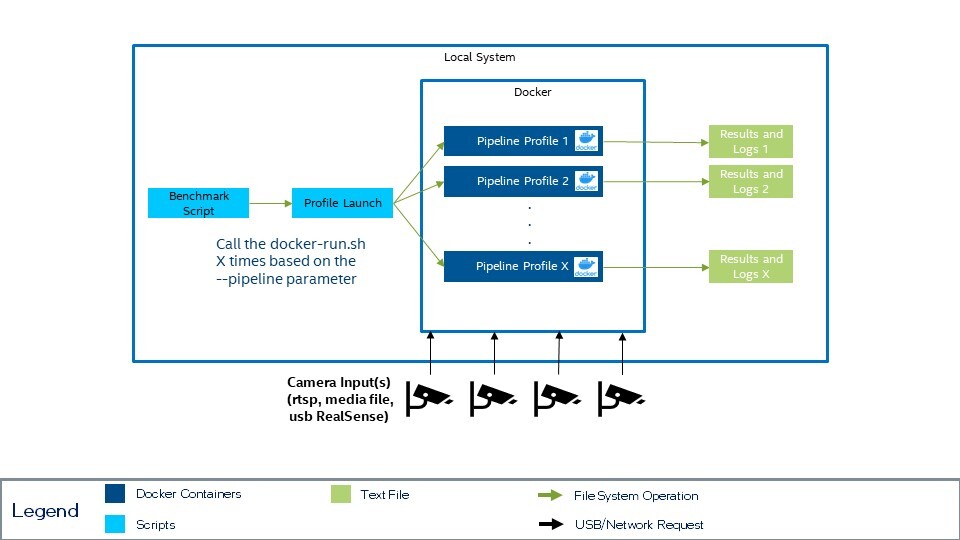 Local System
Docker
Pipeline Profile 1
docker
Results and
Logs 1
Pipeline Profile 2
docker
Results and
Logs 2
Benchmark
Script
Profile Launch
.
.
.
Call the docker-run.sh
X times based on the
--pipeline parameter
Pipeline Profile X
docker
Results and
Logs X
Camera Input(s)
(rtsp, media file,
usb RealSense)
Legend
Docker Containers
Scripts
Text File
File System Operation
USB/Network Request